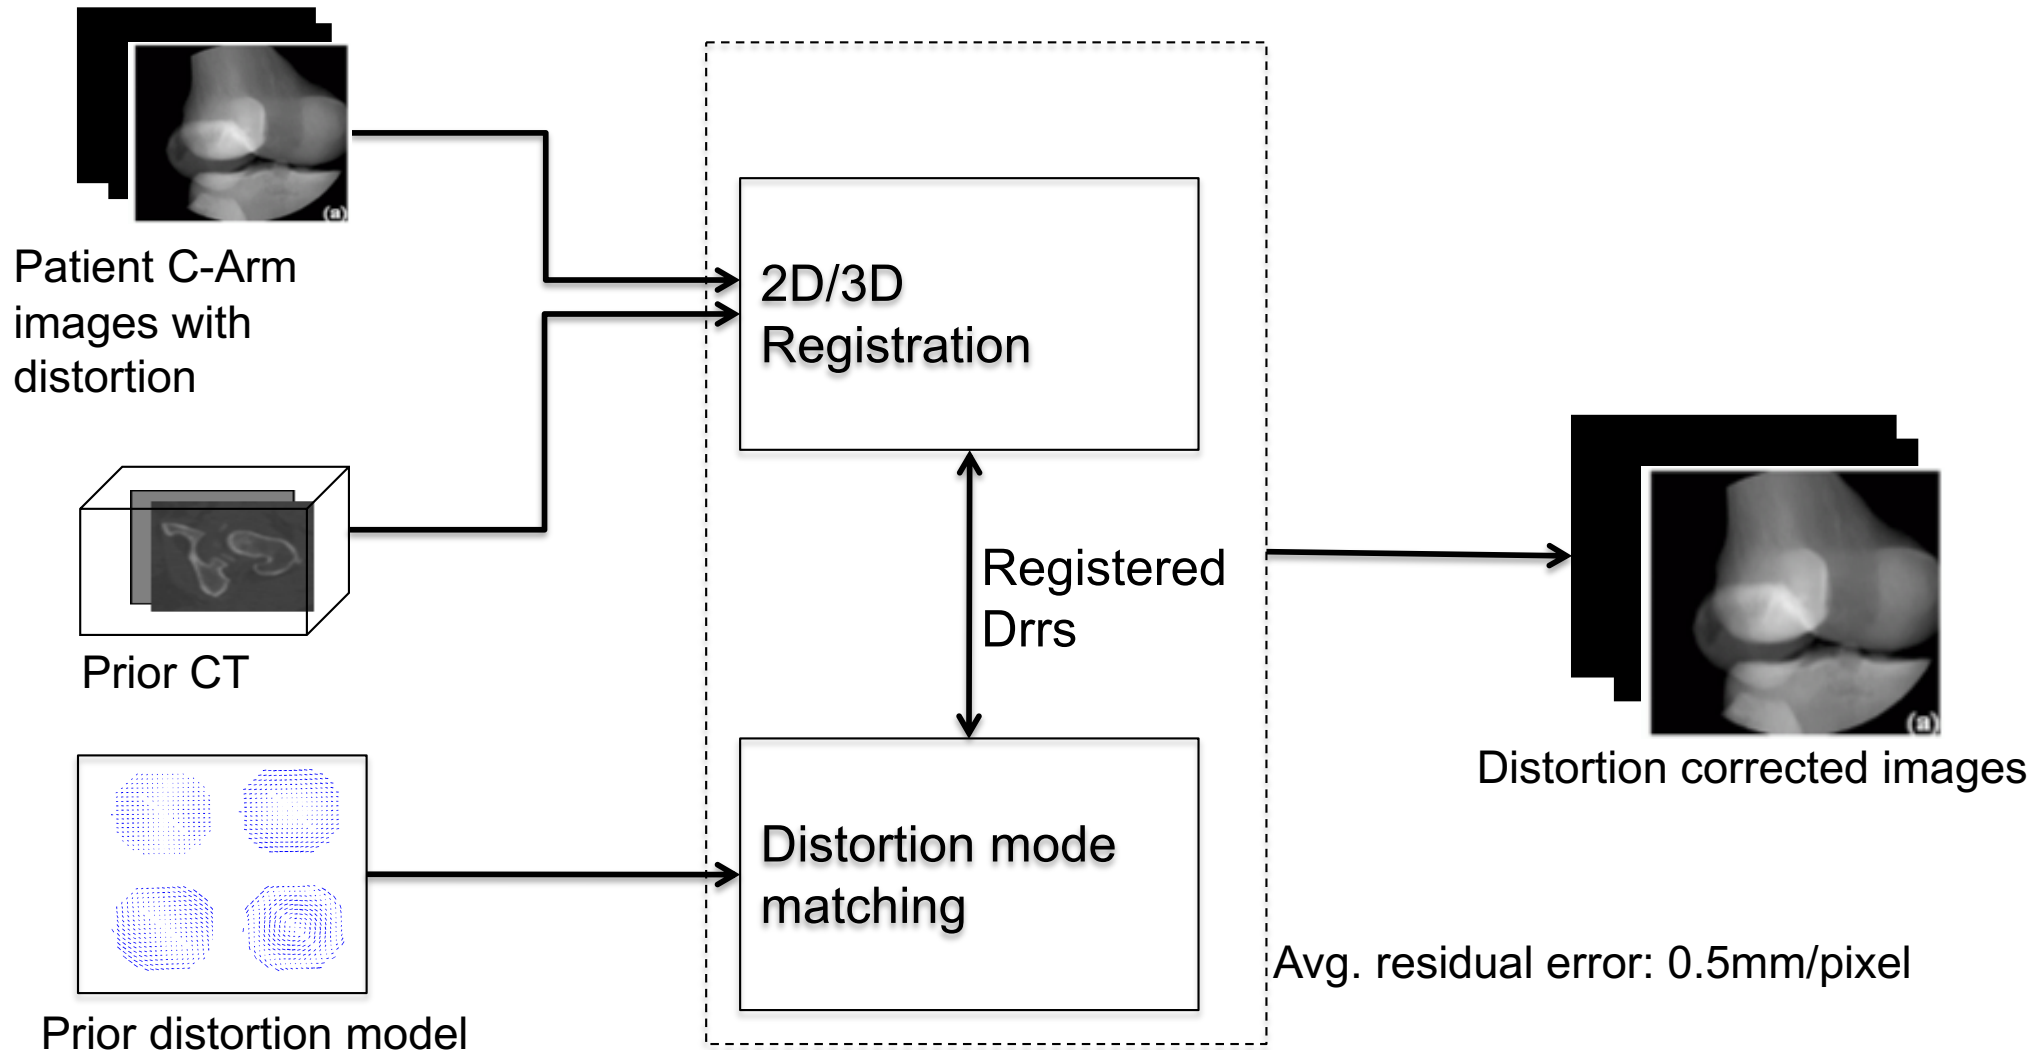 (a)
Patient C-Arm
images with
distortion
2D/3D
Registration
Prior CT
Registered
Drrs
(a)
Distortion corrected images
Distortion mode
matching
Avg. residual error: 0.5mm/pixel
Prior distortion model